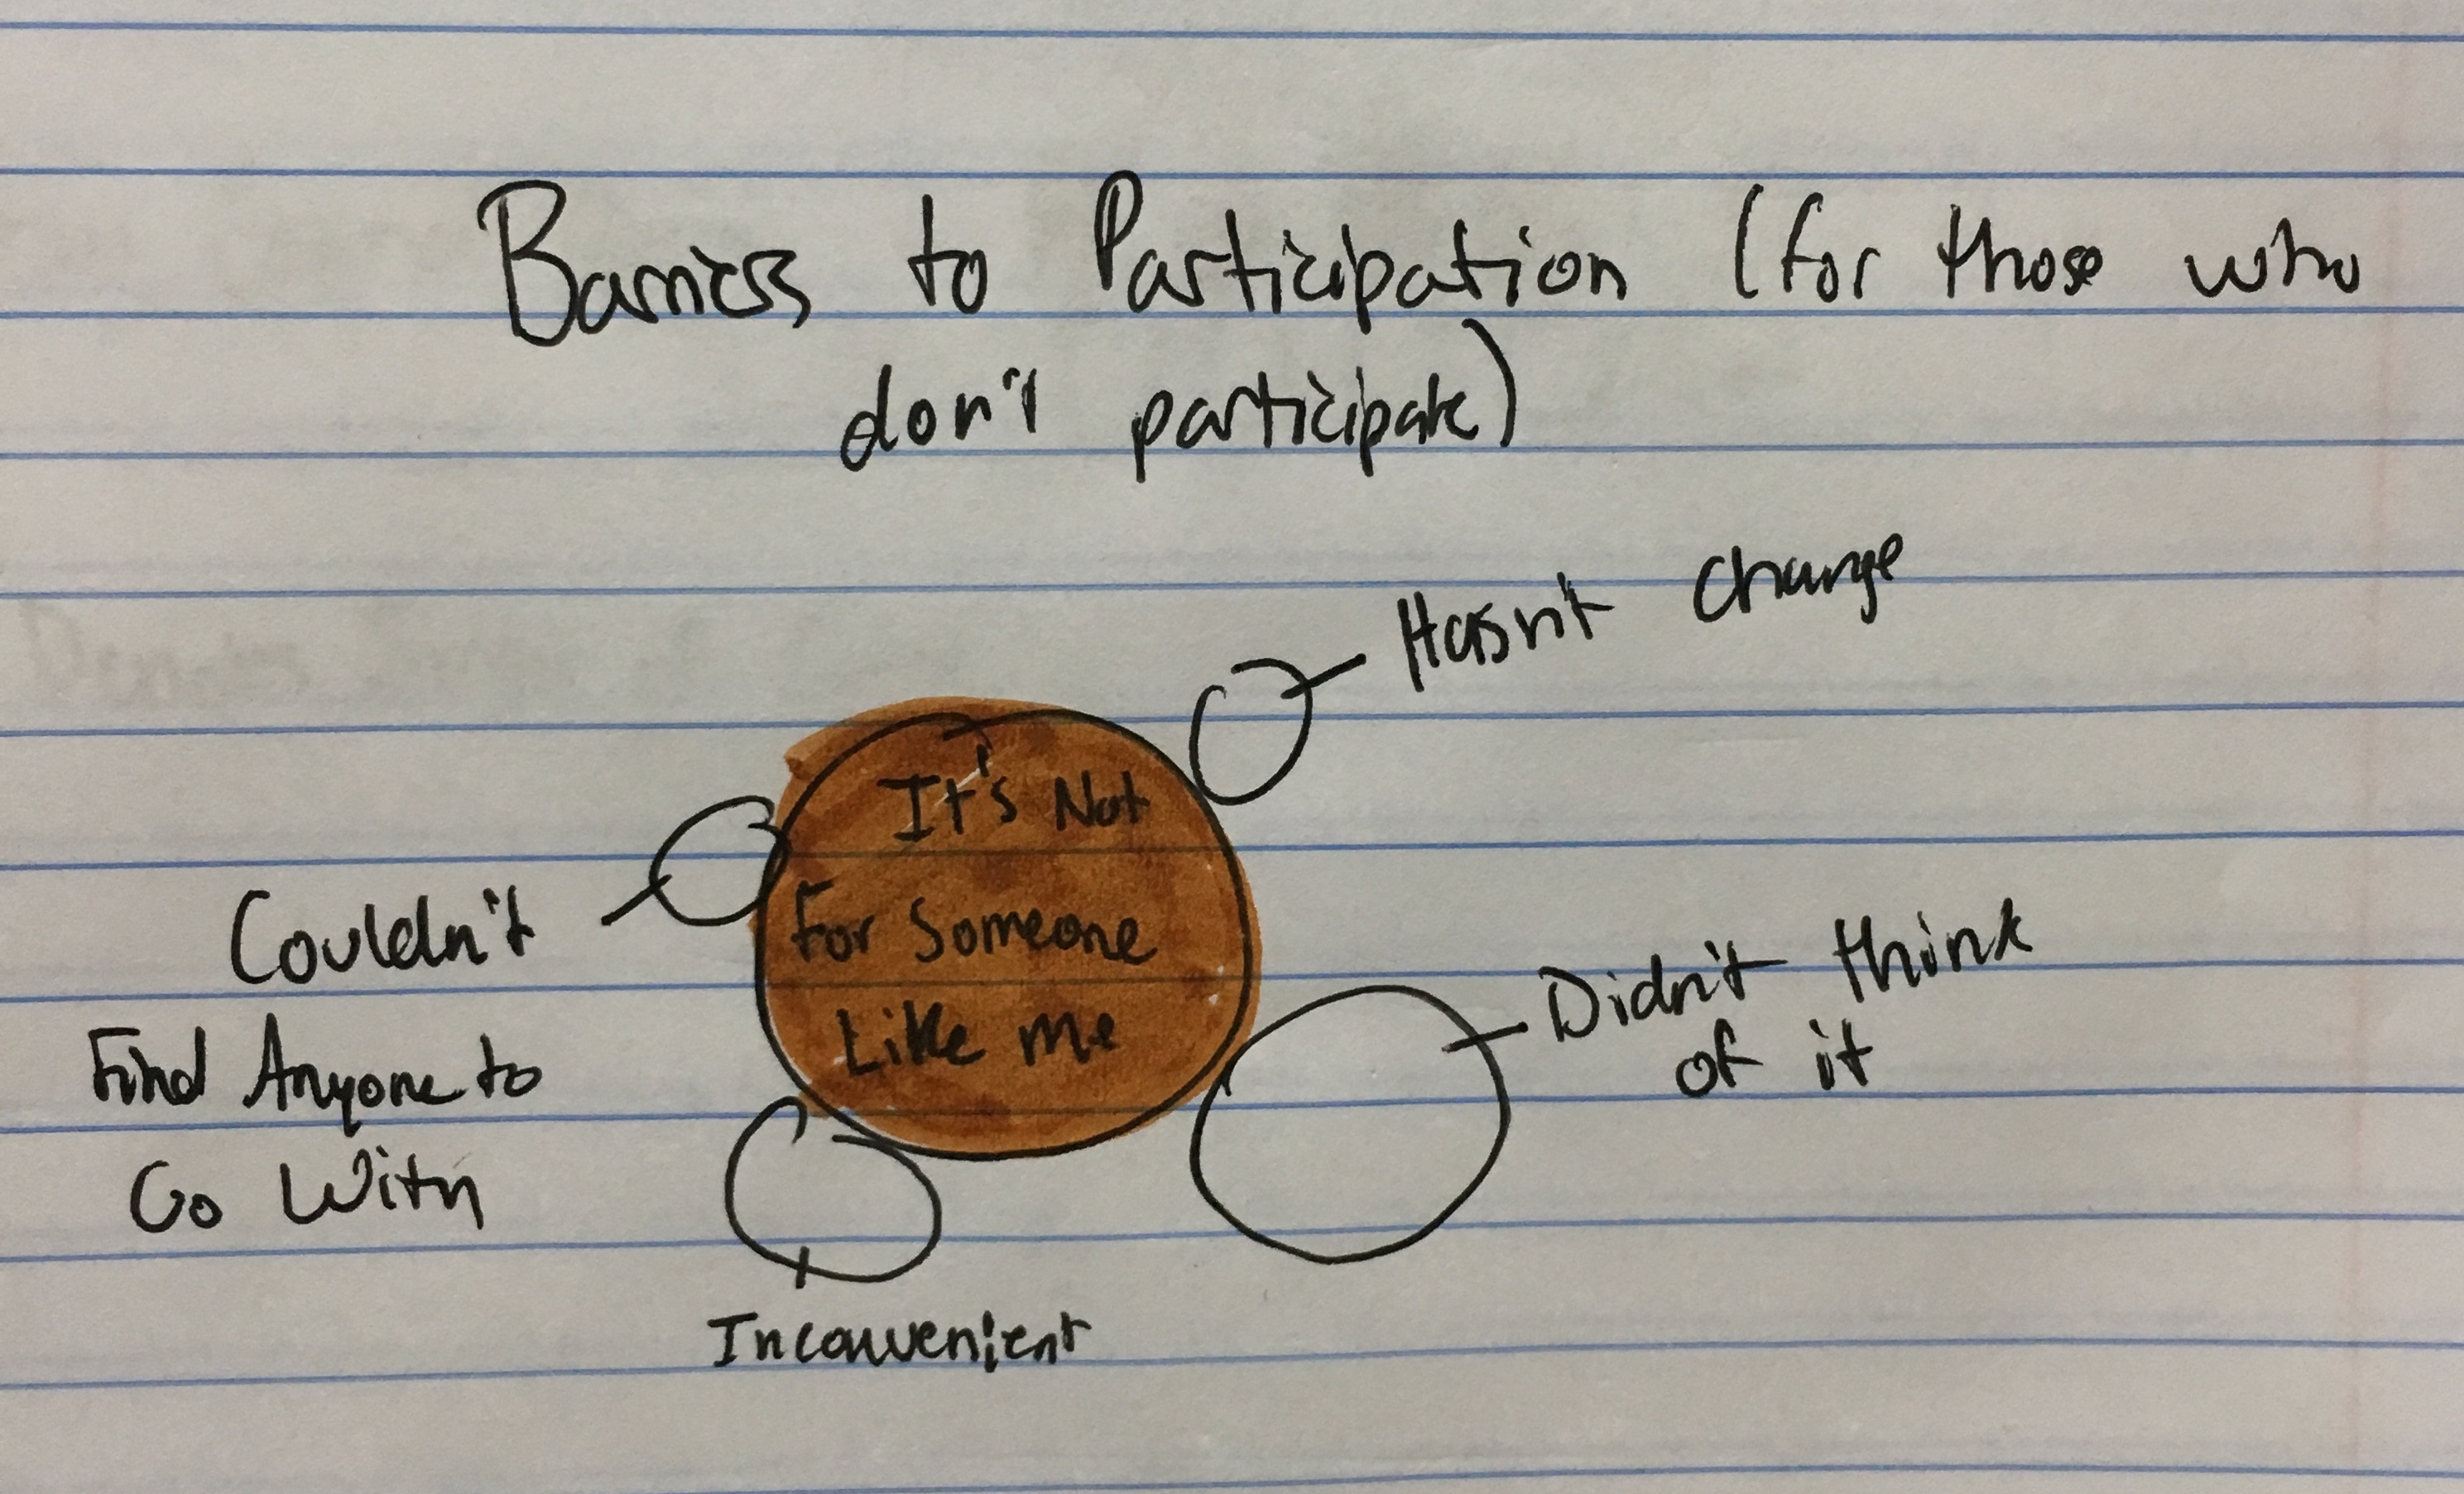 Barriers to Participation (for those who
don't participate)
Hasn't change
It's Not
For Someone
Like me
Couldn't
Find Anyone to
Go With
Didn't think
of it
Inconvenient